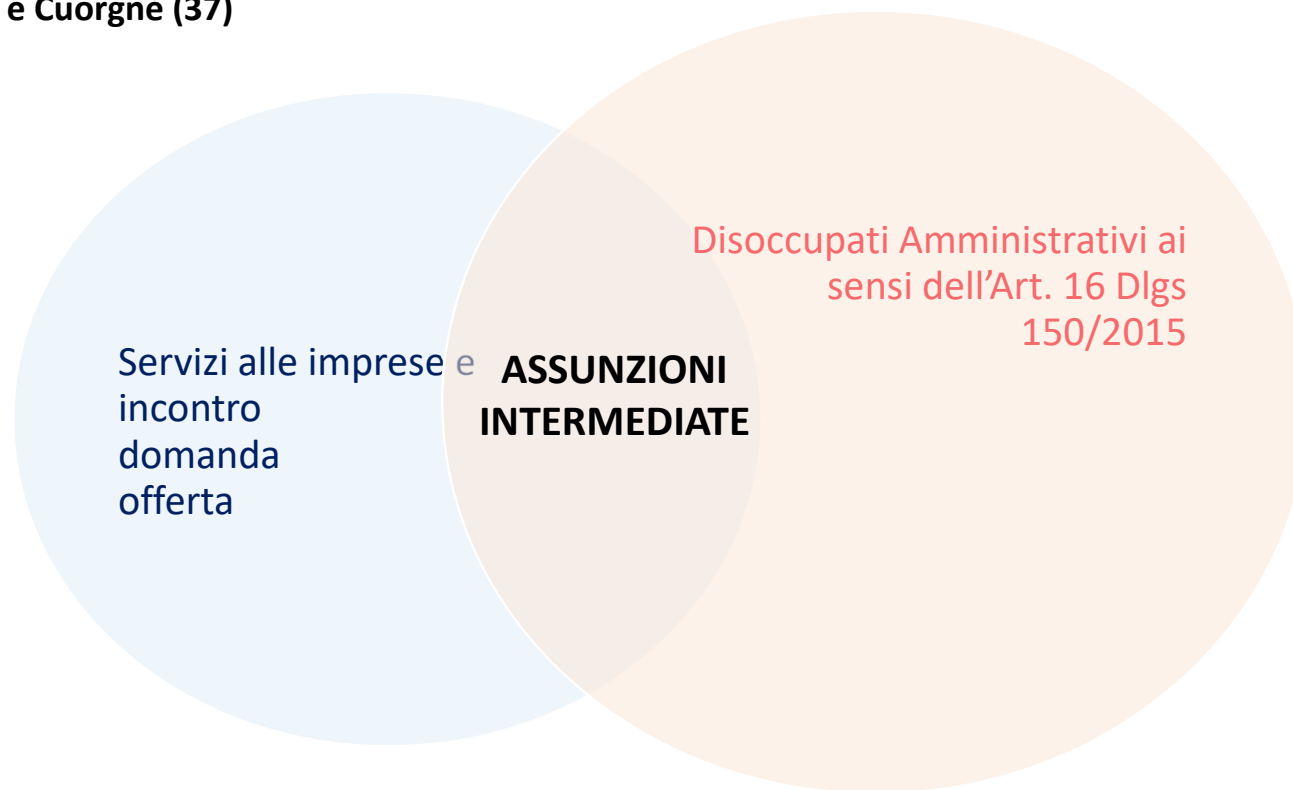 e Cuorgnè (37)
Disoccupati Amministrativi ai
sensi dell’Art. 16 Dlgs
150/2015
Servizi alle imprese e
incontro
domanda
offerta
ASSUNZIONI
INTERMEDIATE